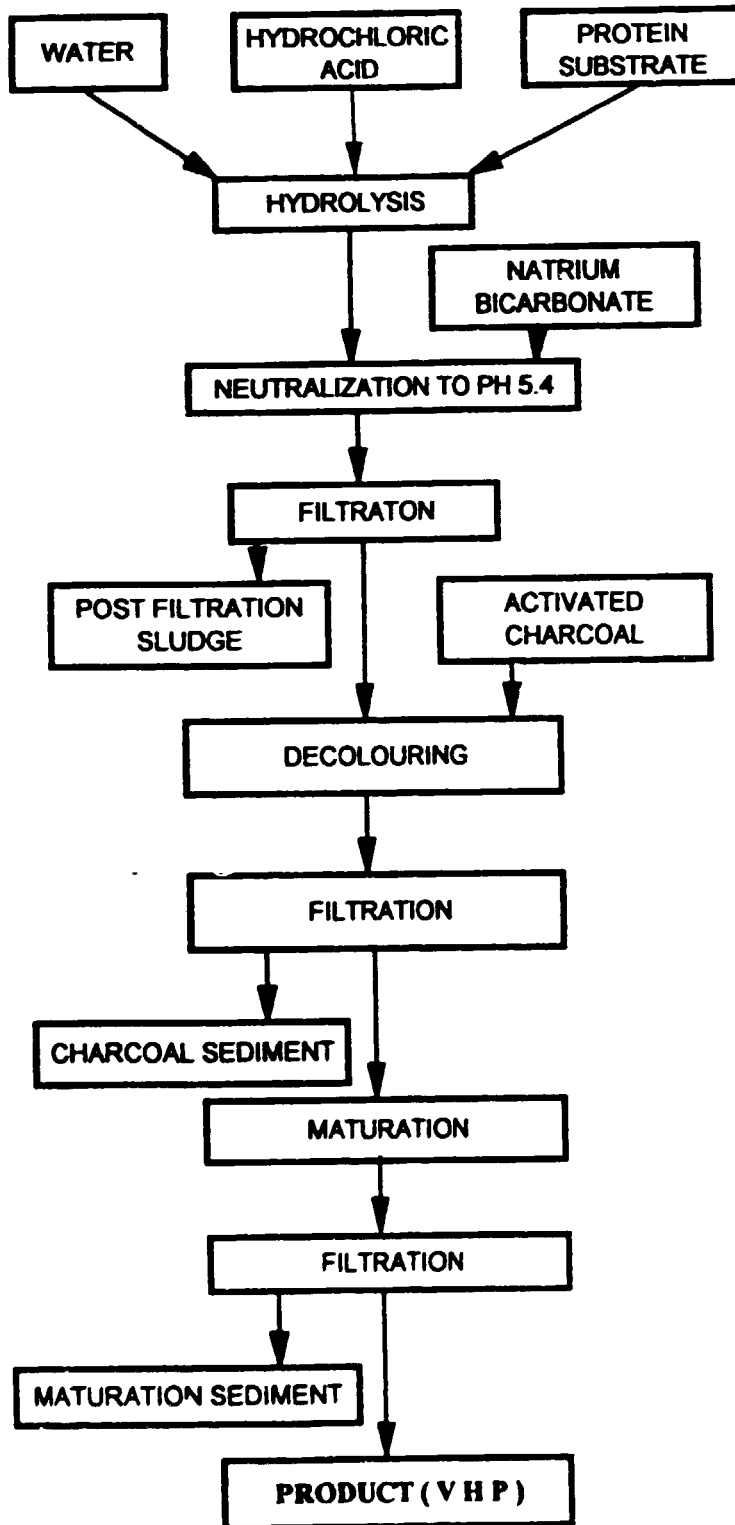 WATER
HYDROCHLORIC
ACID
PROTEIN
SUBSTRATE
HYDROLYSIS
NATRIUM
BICARBONATE
NEUTRALIZATION TO PH 5.4
FILTRATON
POST FILTRATION
SLUDGE
ACTIVATED
CHARCOAL
DECOLOURING
FILTRATION
CHARCOAL SEDIMENT
MATURATION
FILTRATION
MATURATION SEDIMENT
PRODUCT ( V H P )